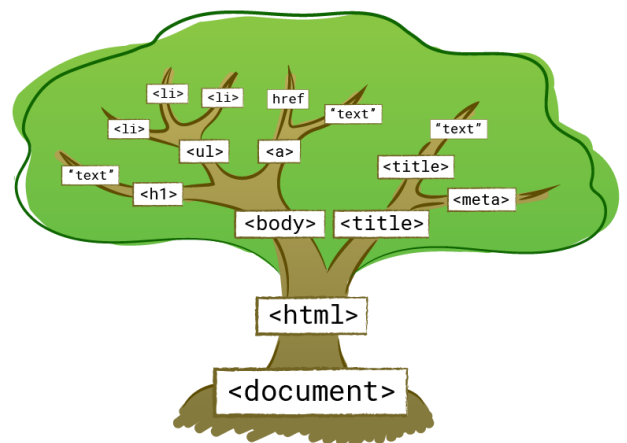 <li>
<li>
href
"text"
<li>
"text"
<ul>
<a>
<title>
"text"
<h1>
<meta>
<body>
<title>
<html>
<document>